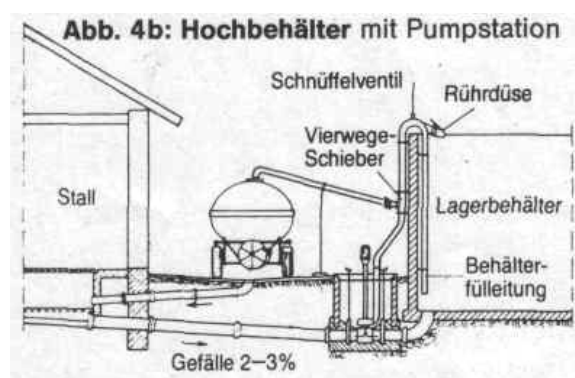 Abb. 4b: Hochbehälter mit Pumpstation
Schnüffelventil
Rührdüse
Vierwege-
Schieber
Stall
Lagerbehälter
Behälter-
fülleitung
Gefälle 2–3%